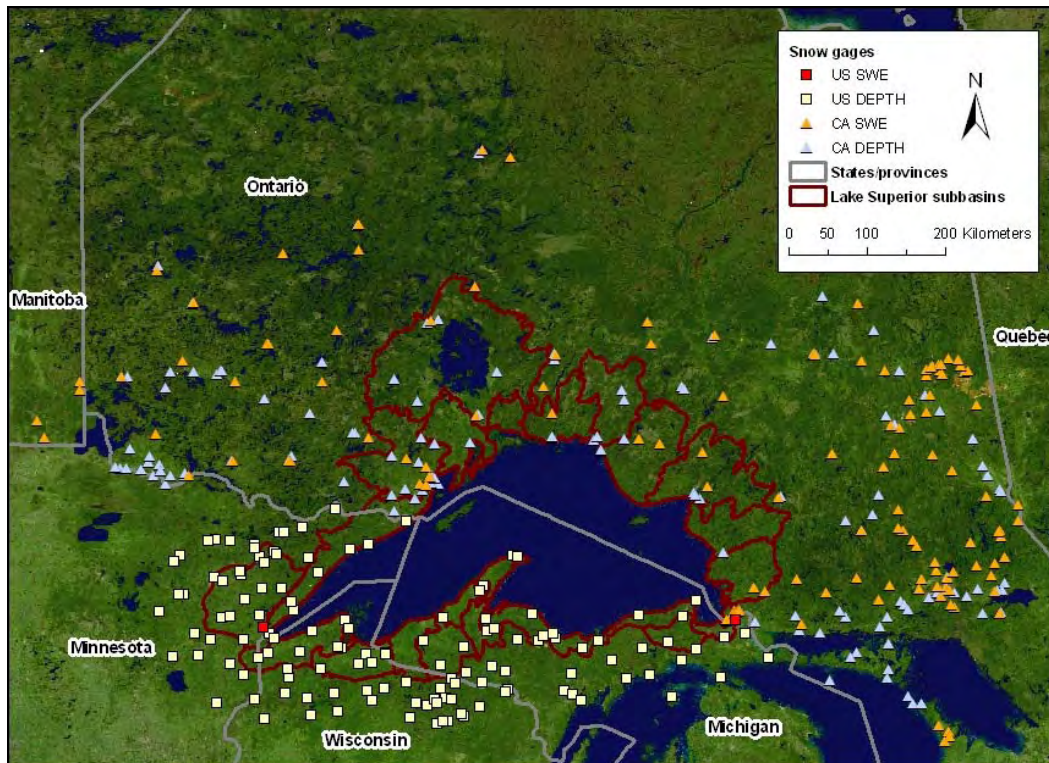 Snow gages
US SWE
US DEPTH
CA SWE
CA DEPTH
States/provinces
Lake Superior subbasins
N
0 50 100 200 Kilometers
Ontario
Manitoba
Quebec
Minnesota
Wisconsin
Michigan